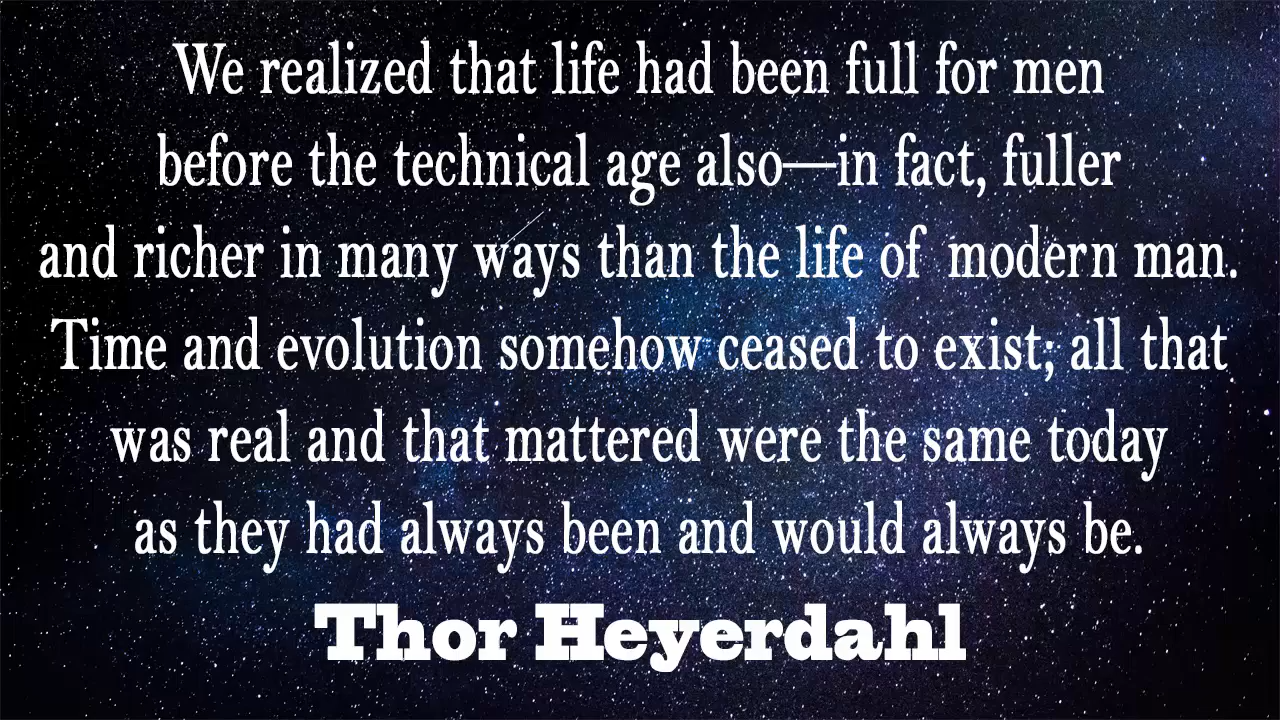 We realized that life had been full for men
before the technical age also—in fact, fuller
and richer in many ways than the life of modern man.
Time and evolution somehow ceased to exist; all that
was real and that mattered were the same today
as they had always been and would always be.
Thor Heyerdahl